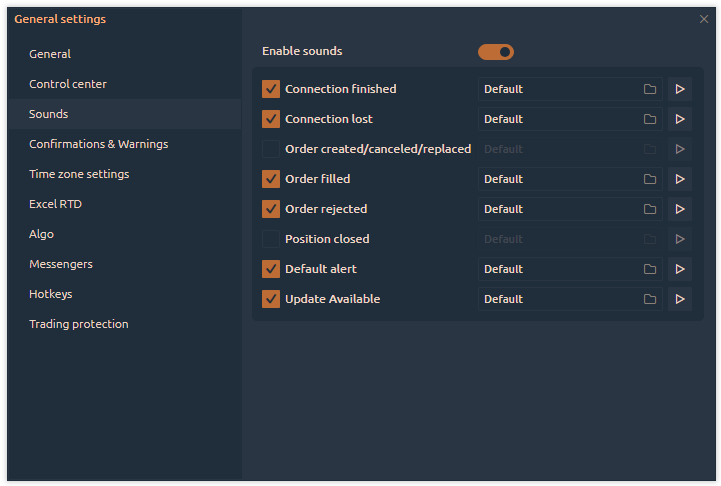 General settings
General
Control center
Sounds
Confirmations & Warnings
Time zone settings
Excel RTD
Algo
Messengers
Hotkeys
Trading protection
Enable sounds
Connection finished Default
Connection lost Default
Order created/canceled/replaced Default
Order filled Default
Order rejected Default
Position closed Default
Default alert Default
Update Available Default